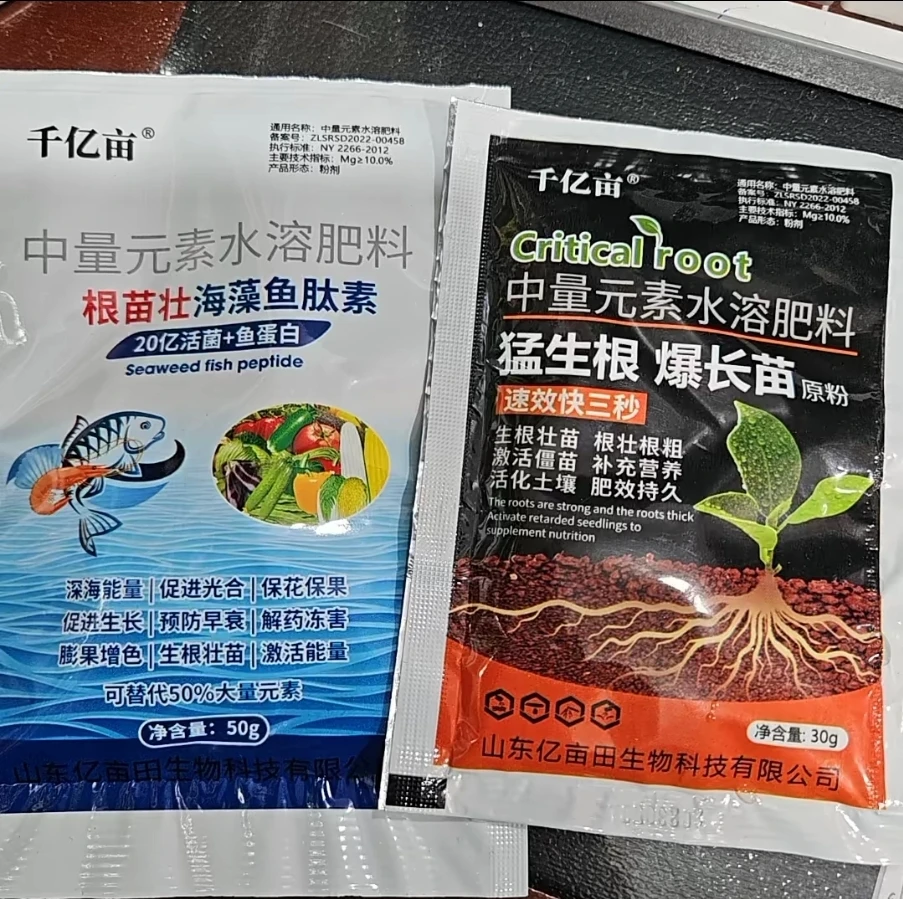 千亿亩®
通用名称：中量元素水溶肥料
备案号：ZLSRSD2022-00458
执行标准：NY 2266-2012
主要技术指标：Mg≥10.0%
产品形态：粉剂
中量元素水溶肥料
根苗壮海藻鱼肽素
20亿活菌+鱼蛋白
Seaweed fish peptide
深海能量|促进光合|保花保果
促进生长|预防早衰|解药冻害
膨果增色|生根壮苗|激活能量
可替代50%大量元素
净含量：50g
山东亿亩田生物科技有限公
千亿亩®
通用名称：中量元素水溶肥料
备案号：ZLSRSD2022-00458
执行标准：NY 2266-2012
主要技术指标：Mg≥10.0%
产品形态：粉剂
Critical root
中量元素水溶肥料
猛生根 爆长苗 原粉
速效快三秒
生根壮苗 根壮根粗
激活僵苗 补充营养
活化土壤 肥效持久
The roots are strong and the roots thick
Activate retarded seedlings to
supplement nutrition
净含量: 30g
山东亿亩田生物科技有限公司